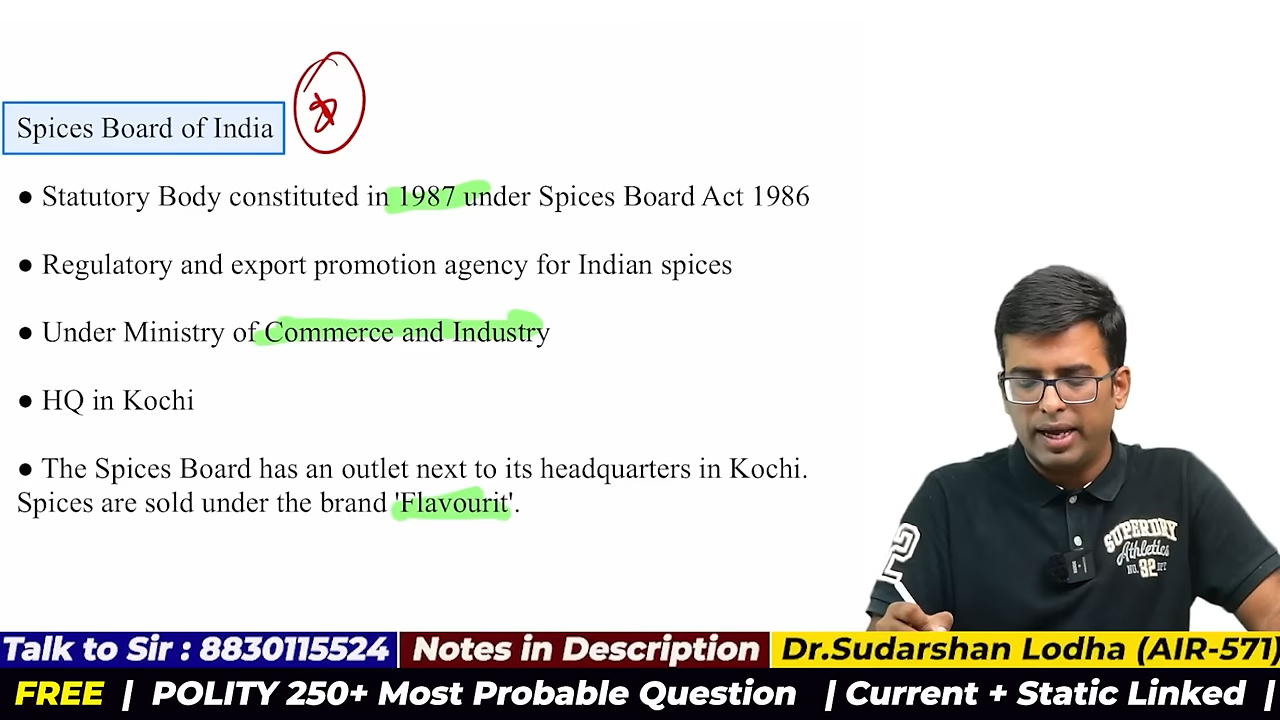 Spices Board of India
● Statutory Body constituted in 1987 under Spices Board Act 1986
● Regulatory and export promotion agency for Indian spices
● Under Ministry of Commerce and Industry
● HQ in Kochi
● The Spices Board has an outlet next to its headquarters in Kochi.
Spices are sold under the brand 'Flavourit'.
SUPERDRY
Athletics
NO. 32
2
Talk to Sir : 8830115524 Notes in Description Dr.Sudarshan Lodha (AIR-571)
FREE | POLITY 250+ Most Probable Question | Current + Static Linked |